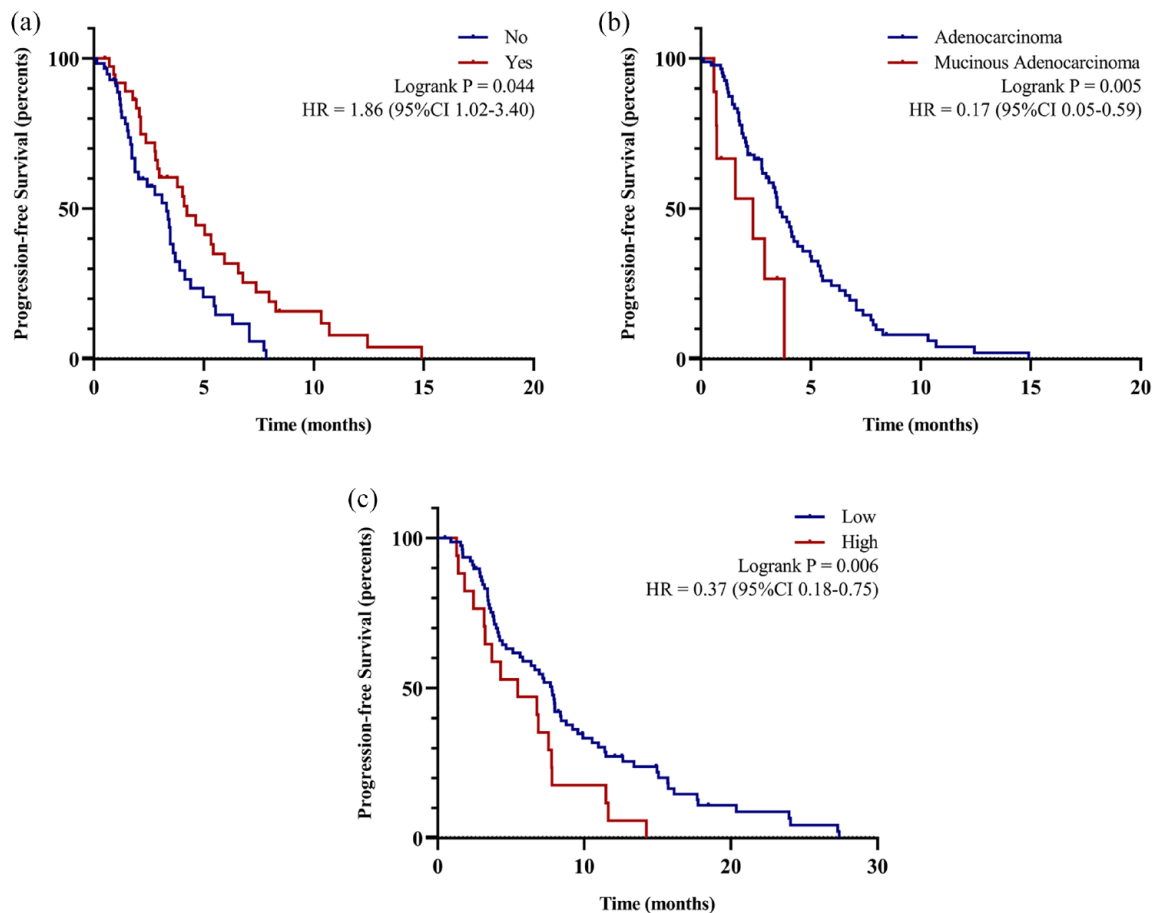 (a)
No
Yes
Logrank P = 0.044
HR = 1.86 (95%CI 1.02-3.40)
Progression-free Survival (percents)
100
50
0
0 5 10 15 20
Time (months)
(b)
Adenocarcinoma
Mucinous Adenocarcinoma
Logrank P = 0.005
HR = 0.17 (95%CI 0.05-0.59)
Progression-free Survival (percents)
100
50
0
0 5 10 15 20
Time (months)
(c)
Low
High
Logrank P = 0.006
HR = 0.37 (95%CI 0.18-0.75)
Progression-free Survival (percents)
100
50
0
0 10 20 30
Time (months)